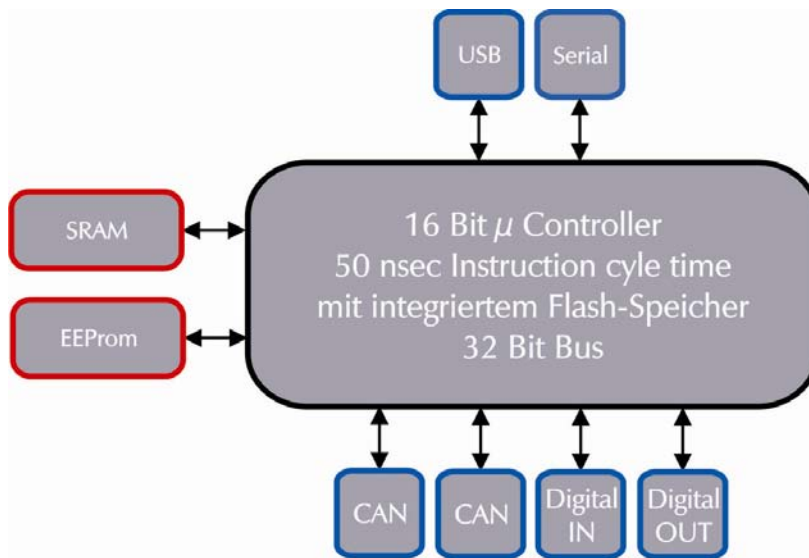 USB
Serial
SRAM
EEProm
16 Bit μ Controller
50 nsec Instruction cyle time
mit integriertem Flash-Speicher
32 Bit Bus
CAN
CAN
Digital
IN
Digital
OUT